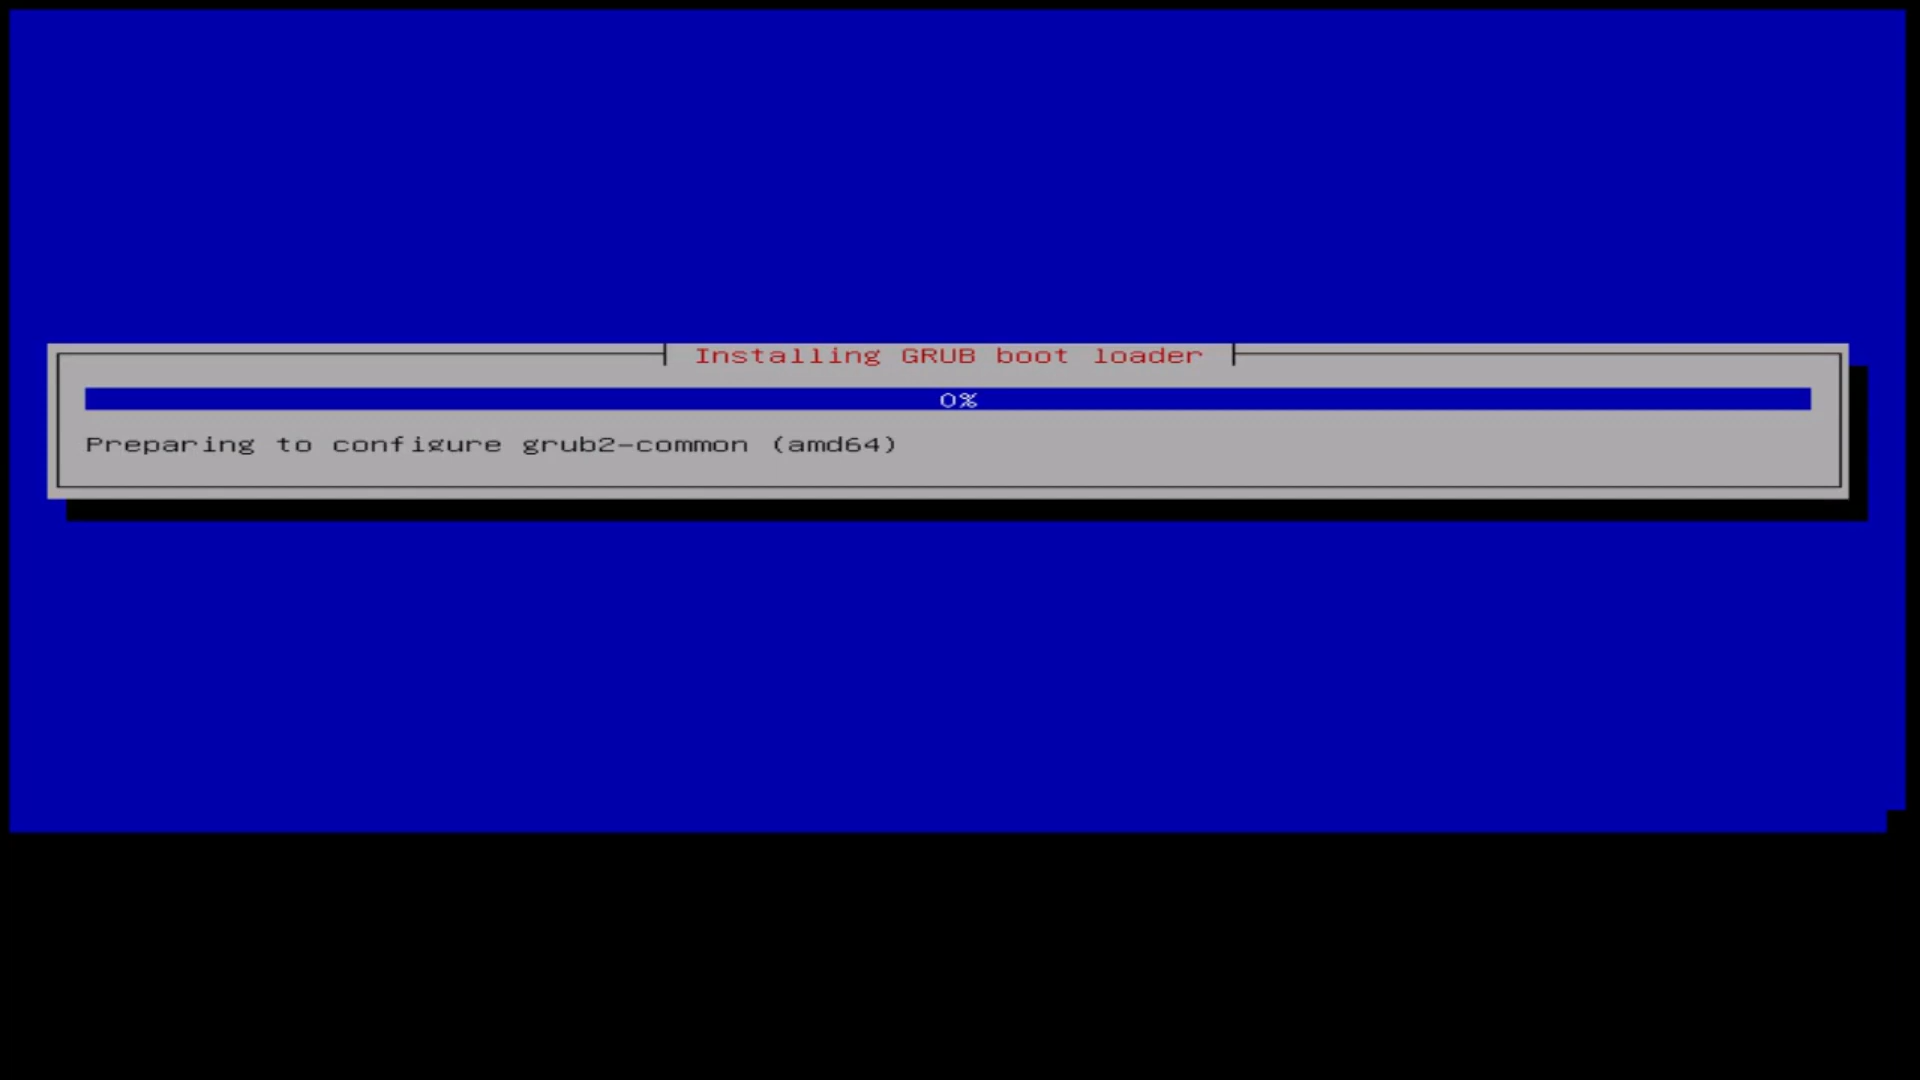 Installing GRUB boot loader
0%
Preparing to configure grub2-common (amd64)